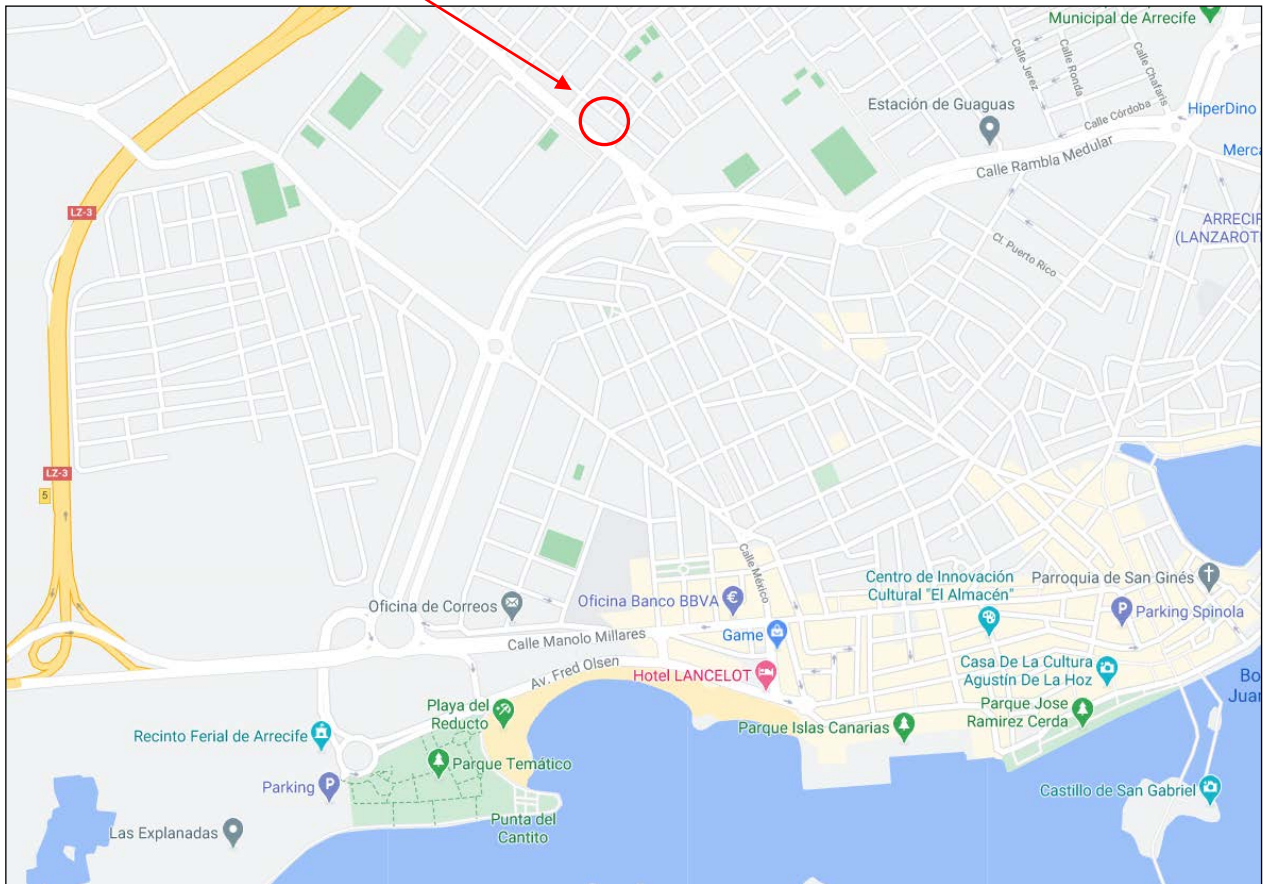 Municipal de Arrecife
Calle Jerez
Calle Ronda
Calle Chafaris
Estación de Guaguas
Calle Córdoba
HiperDino
Calle Rambla Medular
Merca
LZ-3
ARRECIF
(LANZAROT
Ct. Puerto Rico
LZ-3
5
Calle México
Centro de Innovación
Cultural "El Almacén"
Parroquia de San Ginés
Oficina de Correos
Oficina Banco BBVA
Parking Spinola
Calle Manolo Millares
Game
Av. Fred Olsen
Hotel LANCELOT
Casa De La Cultura
Agustín De La Hoz
Bo
Juan
Playa del
Reducto
Parque Jose
Ramirez Cerda
Recinto Ferial de Arrecife
Parque Islas Canarias
Parque Temático
Parking
P
P
Castillo de San Gabriel
Punta del
Cantito
Las Explanadas